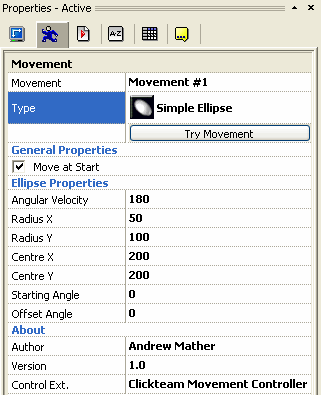 Properties - Active
A-Z
Movement
Movement Movement #1
Type Simple Ellipse
Try Movement
General Properties
Move at Start
Ellipse Properties
Angular Velocity 180
Radius X 50
Radius Y 100
Centre X 200
Centre Y 200
Starting Angle 0
Offset Angle 0
About
Author Andrew Mather
Version 1.0
Control Ext. Clickteam Movement Controller